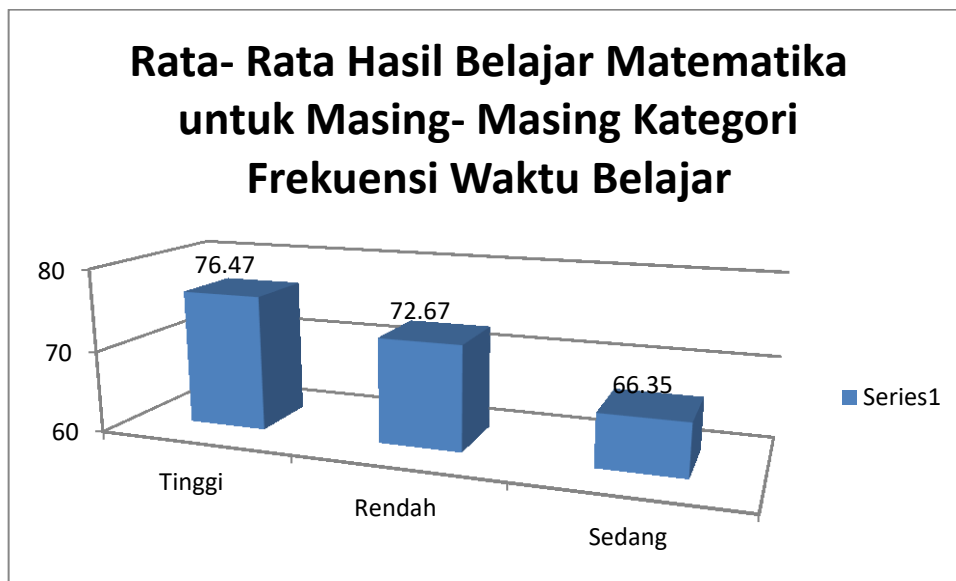 Rata- Rata Hasil Belajar Matematika
untuk Masing- Masing Kategori
Frekuensi Waktu Belajar
80
70
60
76.47
72.67
66.35
Tinggi
Rendah
Sedang
Series1